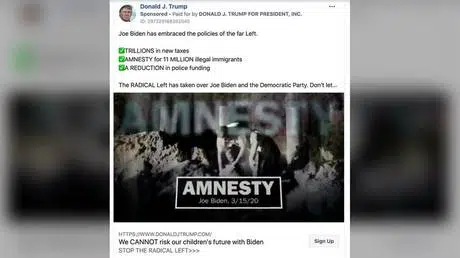 Donald J. Trump
Sponsored • Paid for by DONALD J. TRUMP FOR PRESIDENT, INC.
Joe Biden has embraced the policies of the far Left.
✅TRILLIONS in new taxes
✅AMNESTY for 11 MILLION illegal immigrants
✅A REDUCTION in police funding
The RADICAL Left has taken over Joe Biden and the Democratic Party. Don't let...
AMNESTY
AMNESTY
Joe Biden, 3/15/20
HTTPS://WWW.DONALDJTRUMP.COM/
We CANNOT risk our children's future with Biden
Sign Up
STOP THE RADICAL LEFT>>>